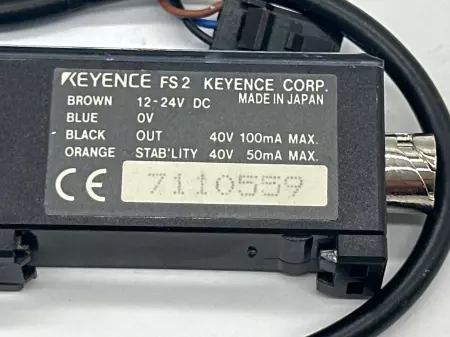 KEYENCE FS2 KEYENCE CORP.
BROWN 12-24V DC MADE IN JAPAN
BLUE 0V
BLACK OUT 40V 100mA MAX.
ORANGE STAB'LITY 40V 50mA MAX.
CE 7110559